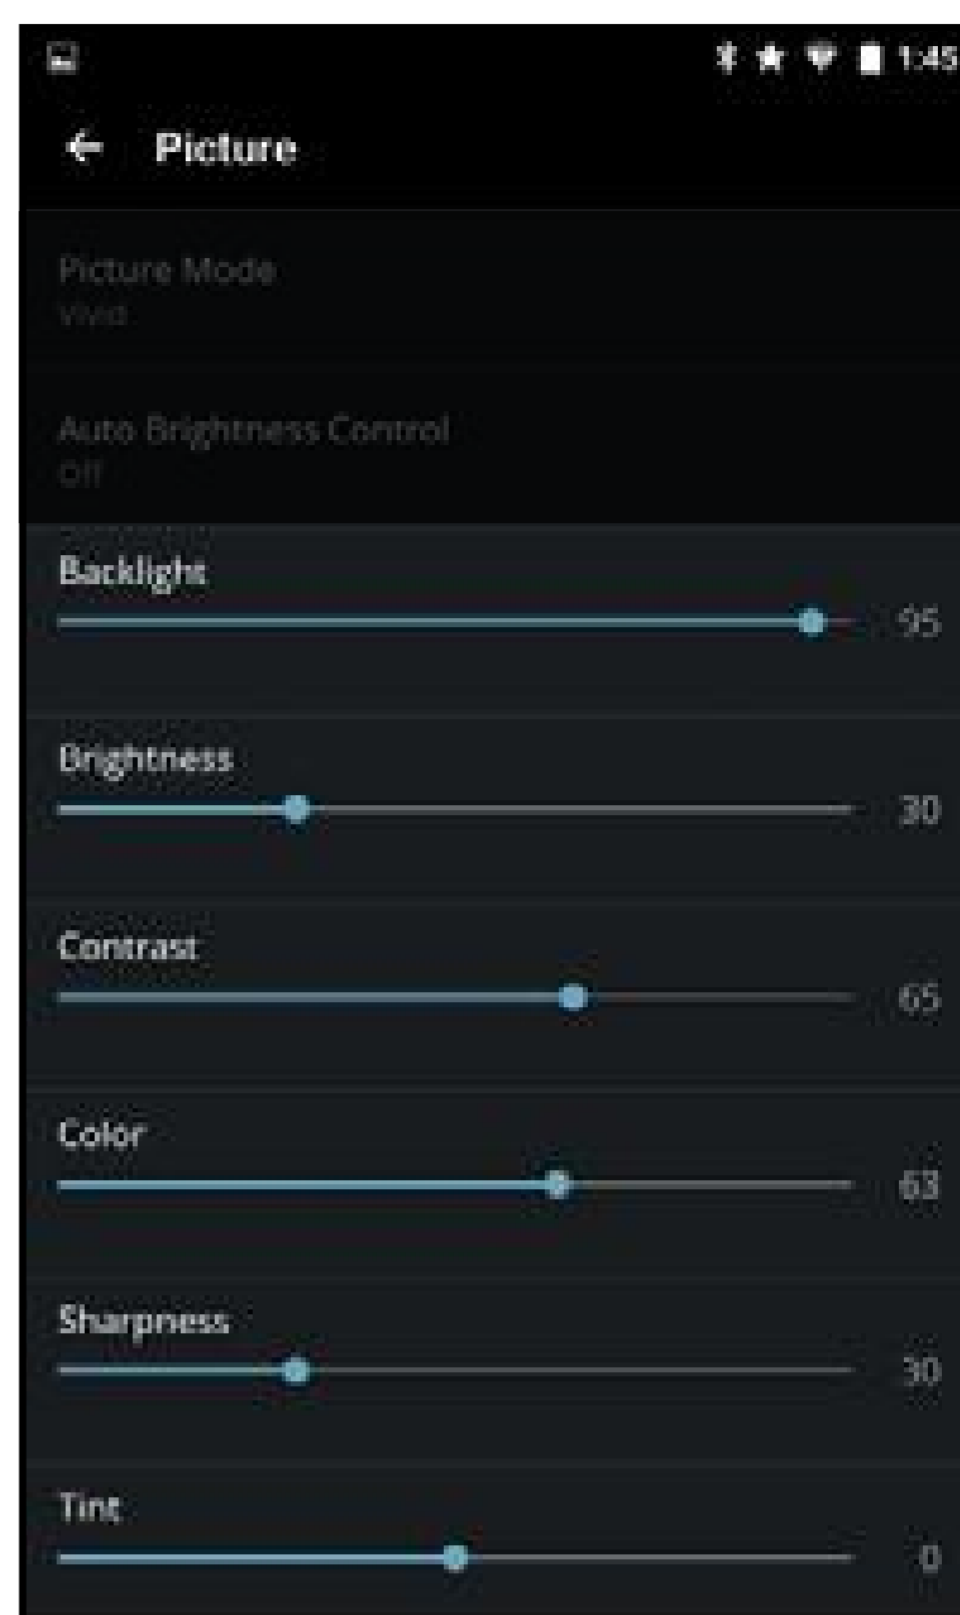 1:45
Picture
Picture Mode
Vivid
Auto Brightness Control
Off
Backlight
95
Brightness
30
Contrast
65
Color
63
Sharpness
30
Tint
0